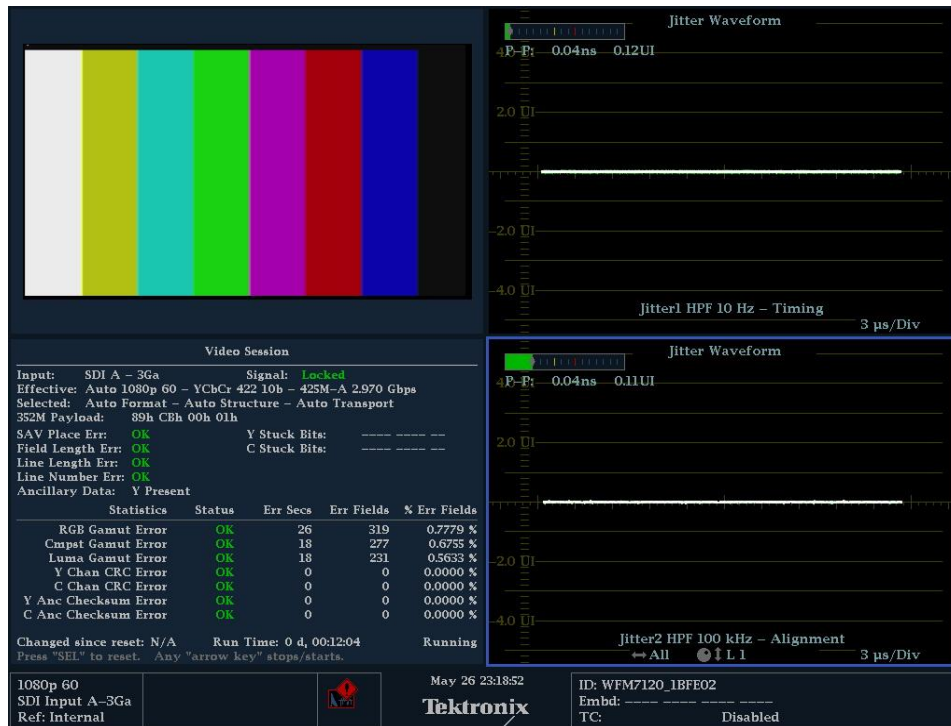 Jitter Waveform
4.0 UI
P-P: 0.04ns 0.12UI
2.0 UI
-2.0 UI
-4.0 UI
Jitter1 HPF 10 Hz – Timing
3 µs/Div
Video Session
Input: SDI A – 3Ga Signal: Locked
Effective: Auto 1080p 60 – YCbCr 422 10b – 425M-A 2.970 Gbps
Selected: Auto Format – Auto Structure – Auto Transport
352M Payload: 89h CBh 00h 01h
SAV Place Err: OK Y Stuck Bits: –––– –––– ––
Field Length Err: OK C Stuck Bits: –––– –––– ––
Line Length Err: OK
Line Number Err: OK
Ancillary Data: Y Present
Statistics Status Err Secs Err Fields % Err Fields
RGB Gamut Error OK 26 319 0.7779 %
Cmpst Gamut Error OK 18 277 0.6755 %
Luma Gamut Error OK 18 231 0.5633 %
Y Chan CRC Error OK 0 0 0.0000 %
C Chan CRC Error OK 0 0 0.0000 %
Y Anc Checksum Error OK 0 0 0.0000 %
C Anc Checksum Error OK 0 0 0.0000 %
Changed since reset: N/A Run Time: 0 d, 00:12:04 Running
Press "SEL" to reset. Any "arrow key" stops/starts.
Jitter Waveform
P-P: 0.04ns 0.11UI
2.0 UI
-2.0 UI
-4.0 UI
Jitter2 HPF 100 kHz – Alignment
All L 1 3 µs/Div
1080p 60
SDI Input A-3Ga
Ref: Internal
May 26 23:18:52
Tektronix
ID: WFM7120_1BFE02
Embd: –––– –––– –––– ––––
TC: Disabled